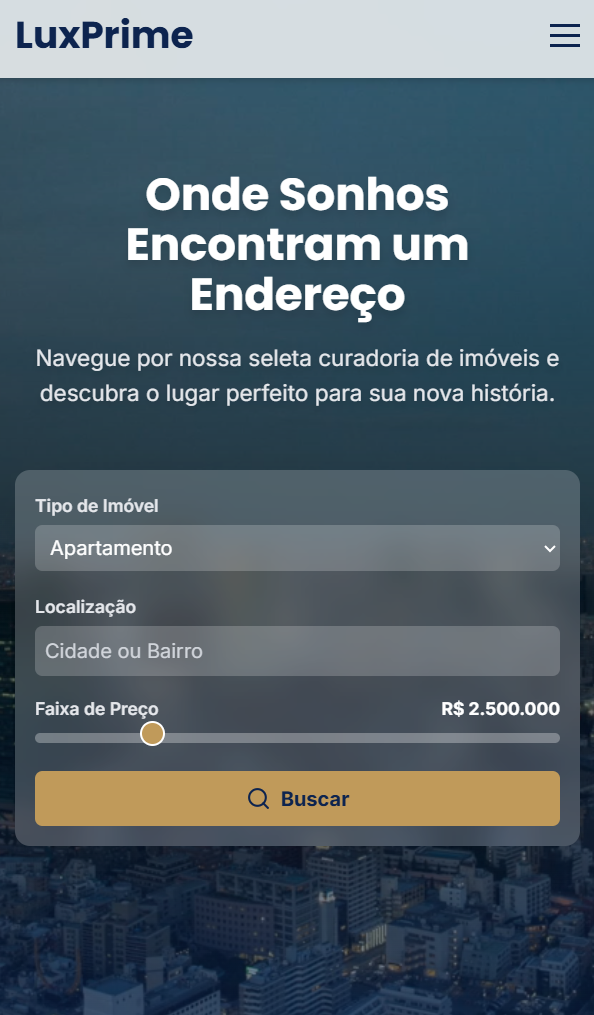 LuxPrime
Onde Sonhos
Encontram um
Endereço
Navegue por nossa seleta curadoria de imóveis e
descubra o lugar perfeito para sua nova história.
Tipo de Imóvel
Apartamento
Localização
Cidade ou Bairro
Faixa de Preço R$ 2.500.000
Buscar